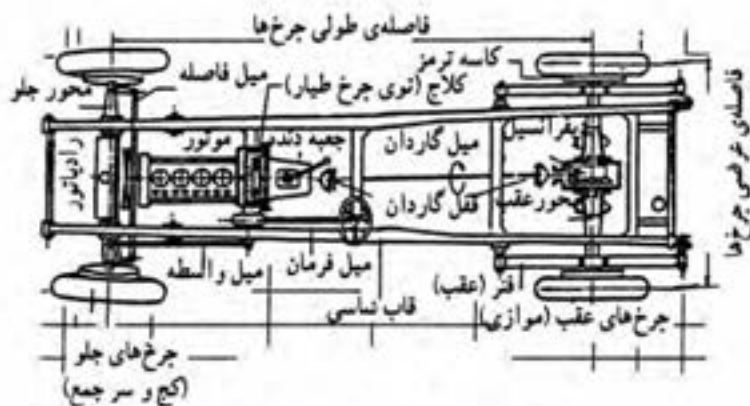 فاصله‌ی طولی چرخ‌ها
کاسه ترمز
میل فاصله
محور جلو
کلاج (توی چرخ طیار)
فاصله‌ی عرضی چرخ‌ها
دیفرانسیل
جعبه دنده
موتور
رادیاتور
میل گاردان
قفل گاردان
محور عقب
میل فرمان
میل واسطه
فنر (عقب)
قاب شاسی
چرخ‌های عقب (موازی)
چرخ‌های جلو
(کج و سر جمع)